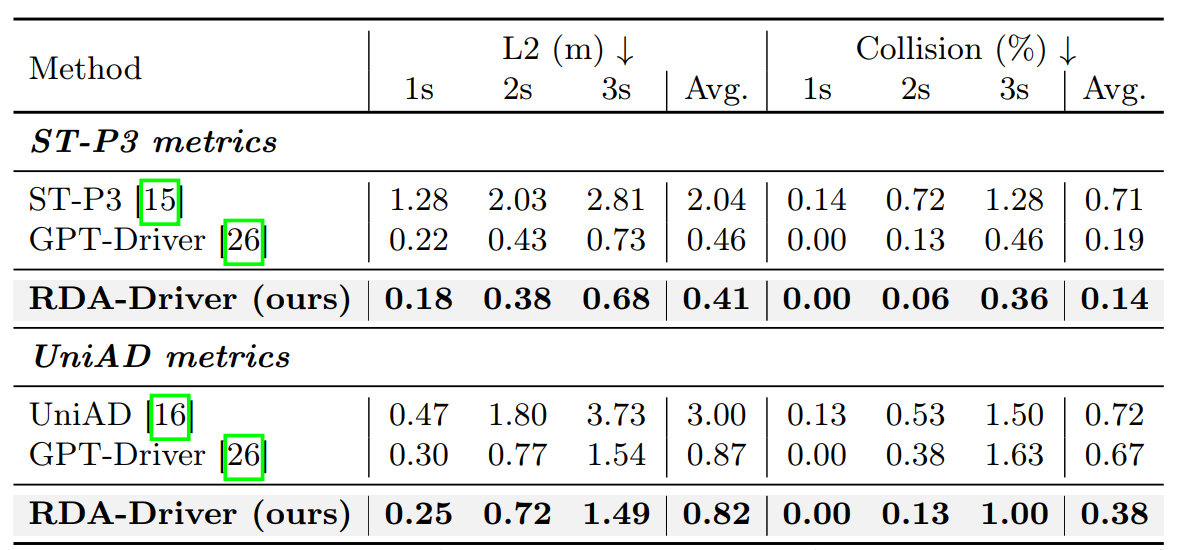 Method L2 (m) ↓ Collision (%) ↓
1s 2s 3s Avg. 1s 2s 3s Avg.
ST-P3 metrics
ST-P3 [15] 1.28 2.03 2.81 2.04 0.14 0.72 1.28 0.71
GPT-Driver [26] 0.22 0.43 0.73 0.46 0.00 0.13 0.46 0.19
RDA-Driver (ours) 0.18 0.38 0.68 0.41 0.00 0.06 0.36 0.14
UniAD metrics
UniAD [16] 0.47 1.80 3.73 3.00 0.13 0.53 1.50 0.72
GPT-Driver [26] 0.30 0.77 1.54 0.87 0.00 0.38 1.63 0.67
RDA-Driver (ours) 0.25 0.72 1.49 0.82 0.00 0.13 1.00 0.38